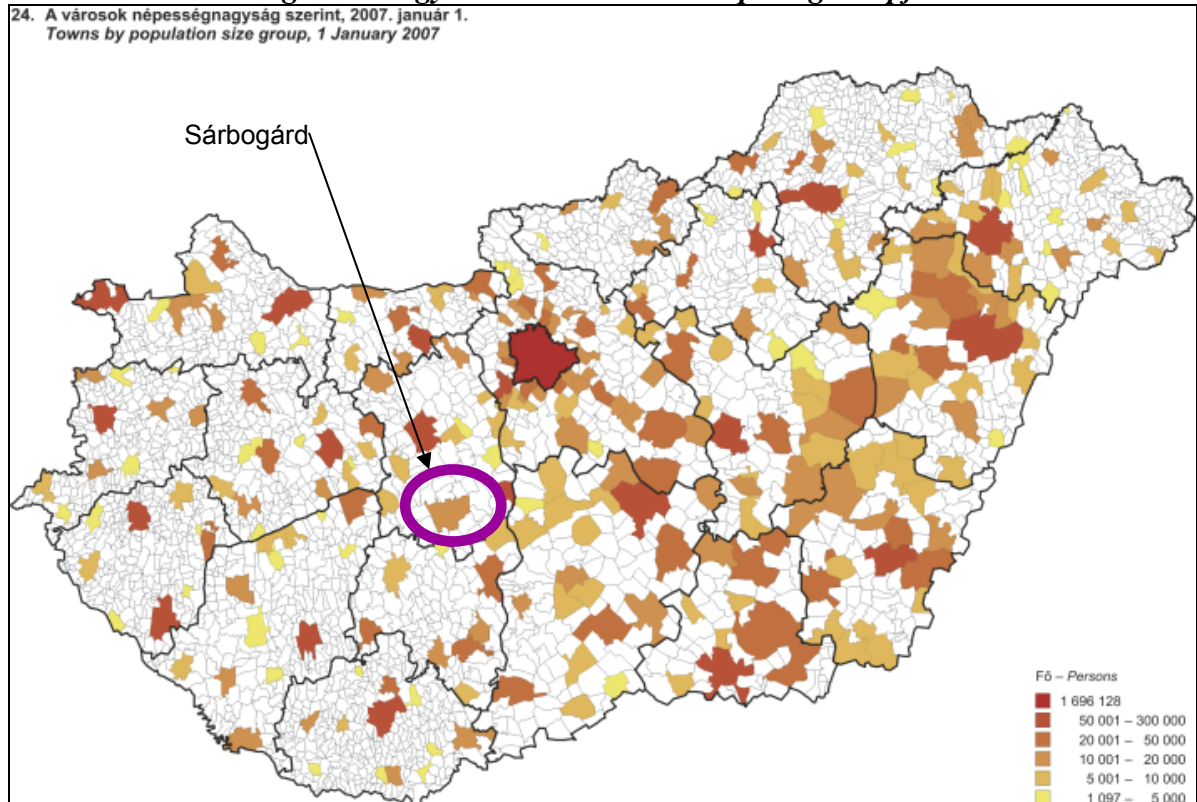 24. A városok népességnagyság szerint, 2007. január 1.
Towns by population size group, 1 January 2007
Sárbogárd
Fő – Persons
1 696 128
50 001 – 300 000
20 001 – 50 000
10 001 – 20 000
5 001 – 10 000
1 097 – 5 000